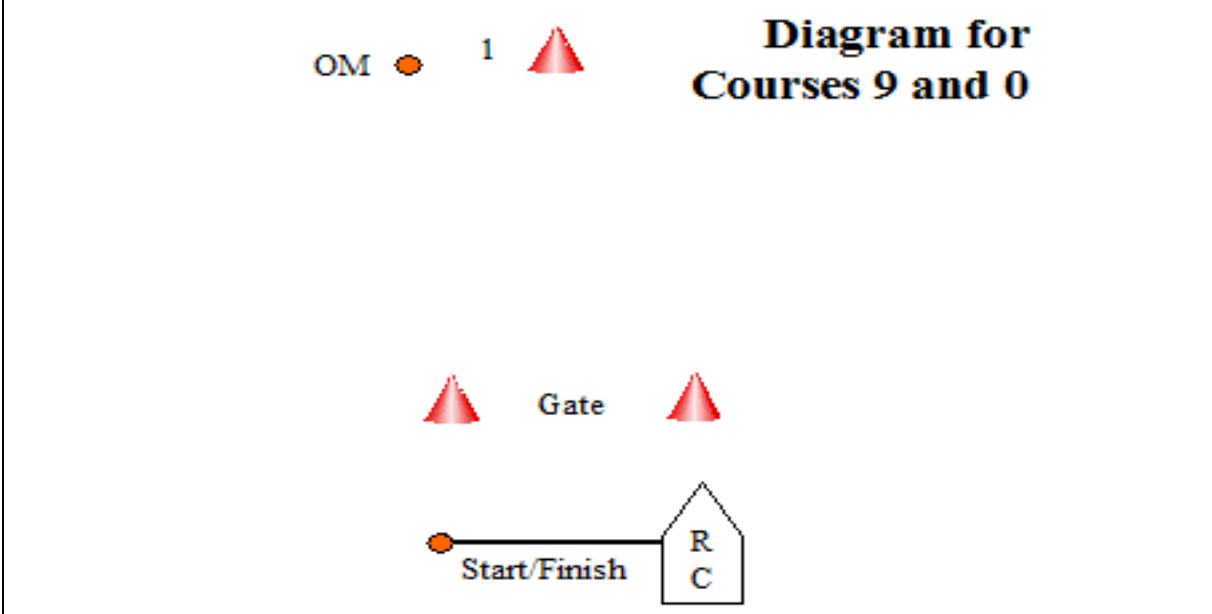 Diagram for
Courses 9 and 0
OM
1
Gate
Start/Finish
R
C